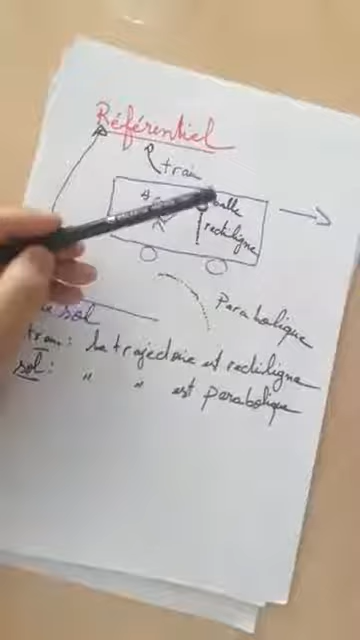 Référentiel
R train
balle
rectiligne
Parabolique
sol
train : la trajectoire est rectiligne
sol : " " est parabolique